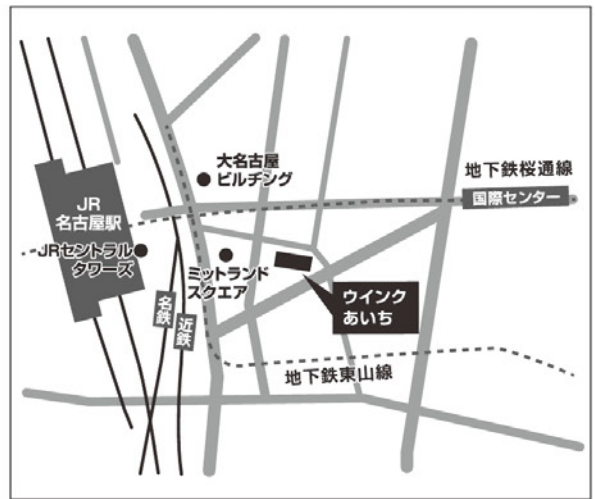 大名古屋
ビルヂング
地下鉄桜通線
国際センター
JR
名古屋駅
JRセントラル
タワーズ
ミットランド
スクエア
ウインク
あいち
名鉄
近鉄
地下鉄東山線